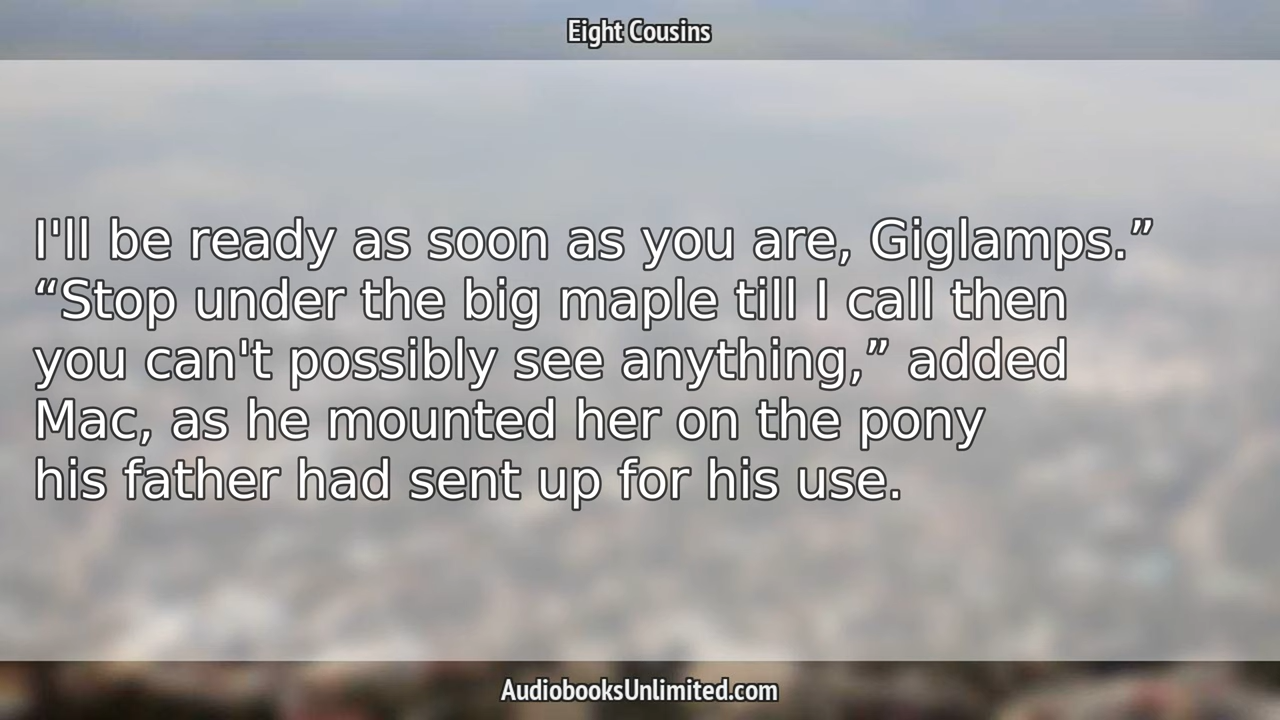 Eight Cousins
I'll be ready as soon as you are, Giglamps.”
“Stop under the big maple till I call then
you can't possibly see anything,” added
Mac, as he mounted her on the pony
his father had sent up for his use.
AudiobooksUnlimited.com